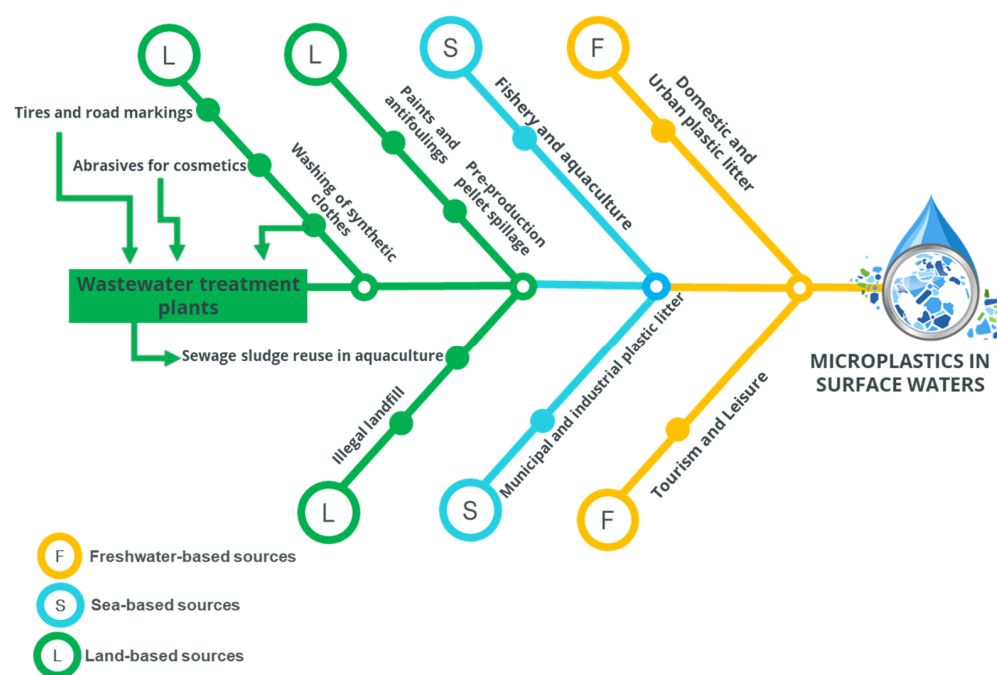 L
L
S
F
Tires and road markings
Abrasives for cosmetics
Washing of synthetic
clothes
Paints and
antifoulings
Pre-production
pellet spillage
Fishery and aquaculture
Domestic and
Urban plastic litter
Wastewater treatment
plants
Sewage sludge reuse in aquaculture
Illegal landfill
Municipal and industrial plastic litter
Tourism and Leisure
MICROPLASTICS IN
SURFACE WATERS
L
S
F
F Freshwater-based sources
S Sea-based sources
L Land-based sources